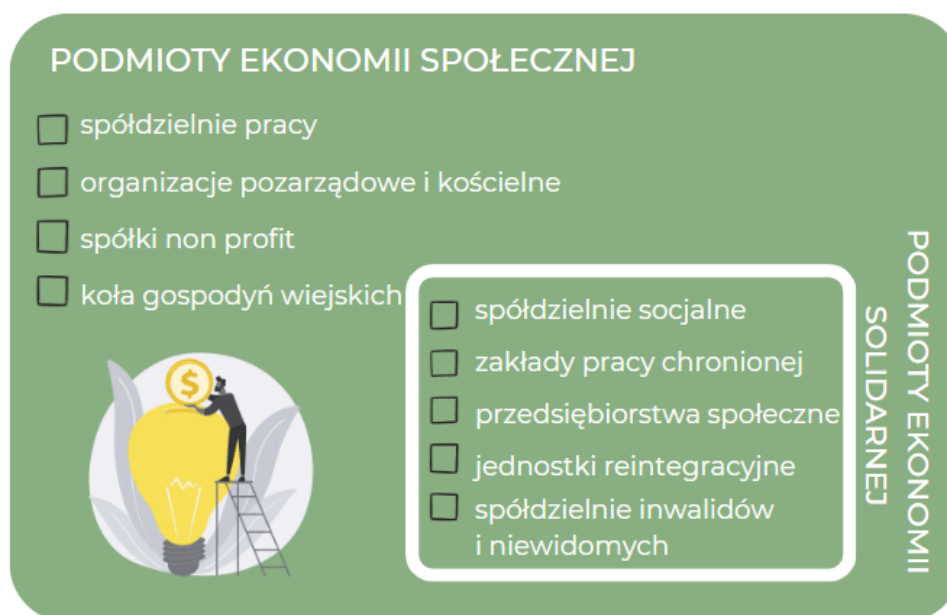 PODMIOTY EKONOMII SPOŁECZNEJ
spółdzielnie pracy
organizacje pozarządowe i kościelne
spółki non profit
koła gospodyń wiejskich
spółdzielnie socjalne
zakłady pracy chronionej
przedsiębiorstwa społeczne
jednostki reintegracyjne
spółdzielnie inwalidów
i niewidomych
PODMIOTY EKONOMII
SOLIDARNEJ
$